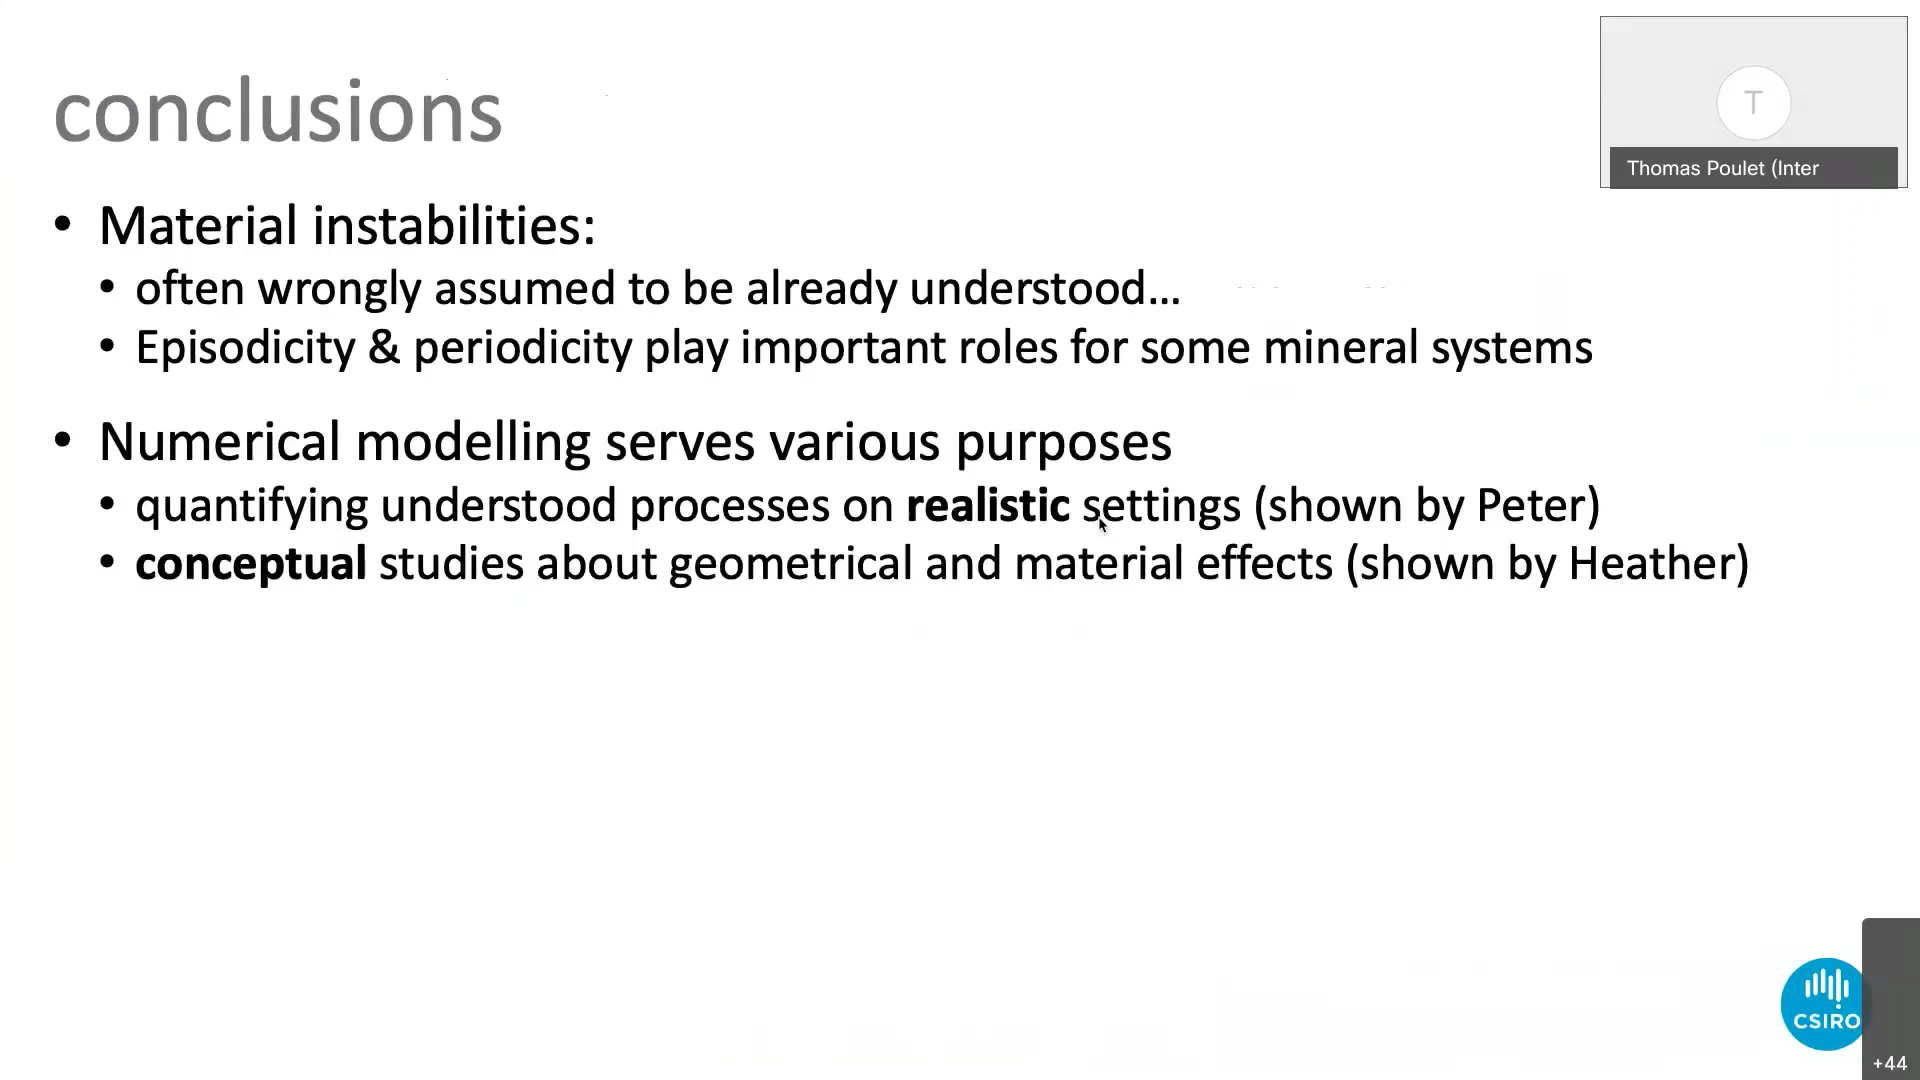 conclusions
T
Thomas Poulet (Inter
• Material instabilities:
• often wrongly assumed to be already understood...
• Episodicity & periodicity play important roles for some mineral systems
• Numerical modelling serves various purposes
• quantifying understood processes on realistic settings (shown by Peter)
• conceptual studies about geometrical and material effects (shown by Heather)
CSIRO
+44